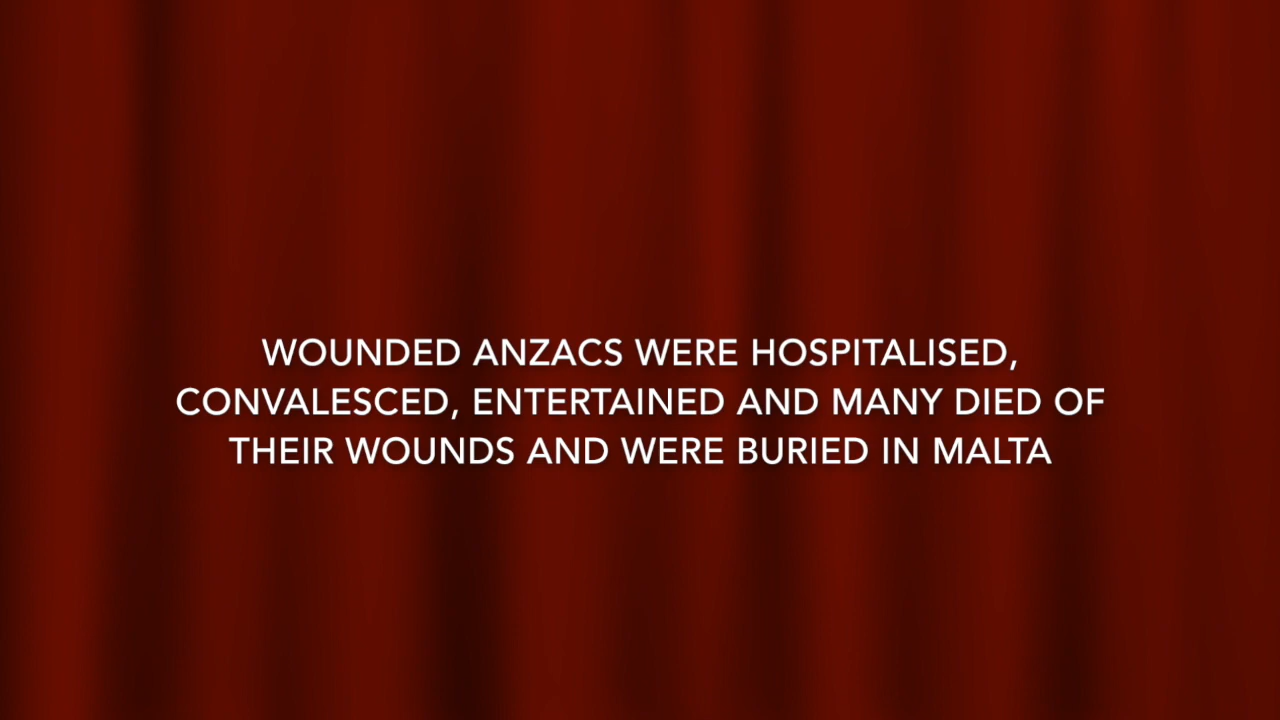 WOUNDED ANZACS WERE HOSPITALISED,
CONVALESCED, ENTERTAINED AND MANY DIED OF
THEIR WOUNDS AND WERE BURIED IN MALTA